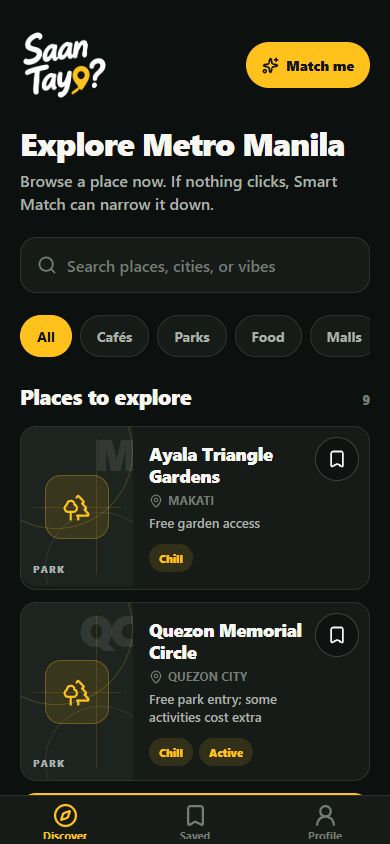 Saan
Tayo?
Match me
Explore Metro Manila
Browse a place now. If nothing clicks, Smart
Match can narrow it down.
Search places, cities, or vibes
All
Cafés
Parks
Food
Malls
Places to explore
9
M
PARK
Ayala Triangle
Gardens
MAKATI
Free garden access
Chill
QC
PARK
Quezon Memorial
Circle
QUEZON CITY
Free park entry; some
activities cost extra
Chill
Active
Discover
Saved
Profile